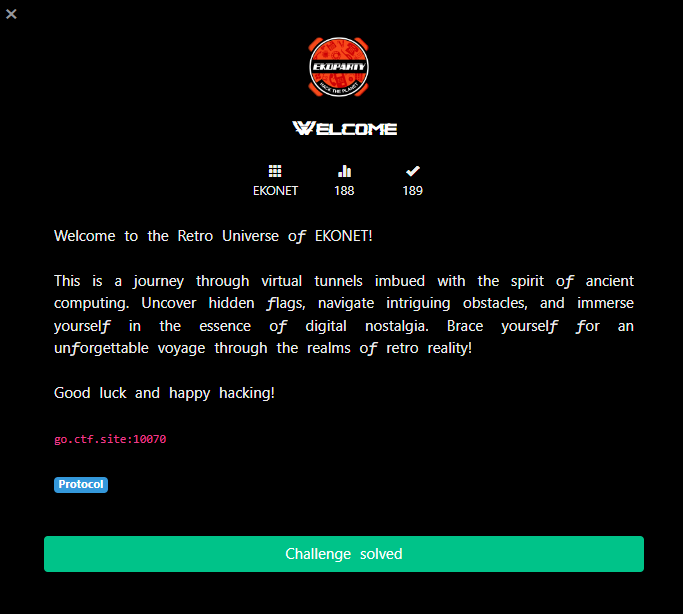 ×
EKOPARTY
HACK THE PLANET
WELCOME
EKONET 188 189
Welcome to the Retro Universe of EKONET!
This is a journey through virtual tunnels imbued with the spirit of ancient
computing. Uncover hidden flags, navigate intriguing obstacles, and immerse
yourself in the essence of digital nostalgia. Brace yourself for an
unforgettable voyage through the realms of retro reality!
Good luck and happy hacking!
go.ctf.site:10070
Protocol
Challenge solved